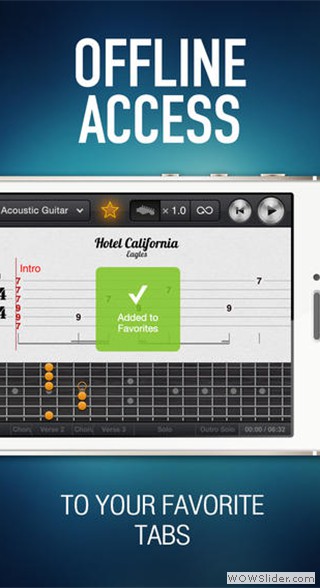 OFFLINE
ACCESS
Acoustic Guitar
× 1.0
Hotel California
Eagles
Intro
7
7
7
9
9
7
4
4
9
7
7
9
7
Added to
Favorites
Verse 2
Verse 3
Solo
Outro Solo
00:00 / 06:32
TO YOUR FAVORITE
TABS
WOWSlider.com